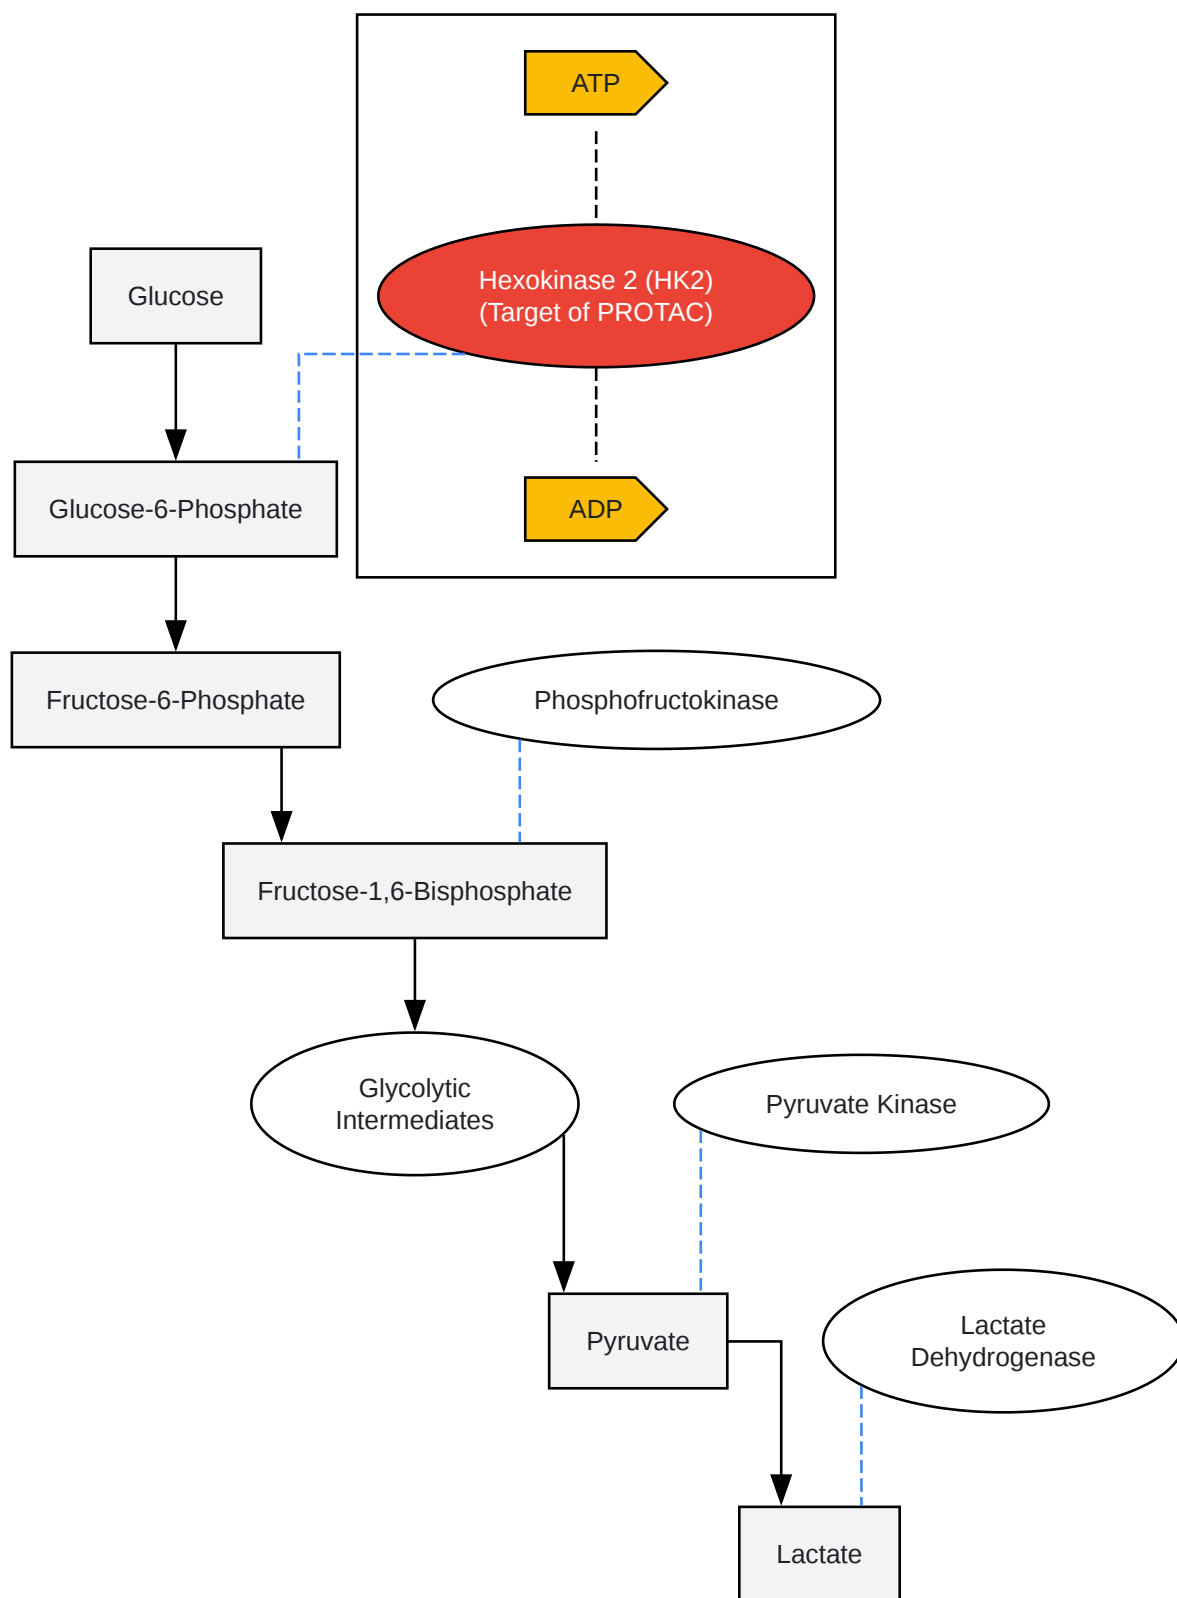 ATP
Glucose
Hexokinase 2 (HK2)
(Target of PROTAC)
Glucose-6-Phosphate
ADP
Fructose-6-Phosphate
Phosphofructokinase
Fructose-1,6-Bisphosphate
Glycolytic
Intermediates
Pyruvate Kinase
Pyruvate
Lactate
Dehydrogenase
Lactate